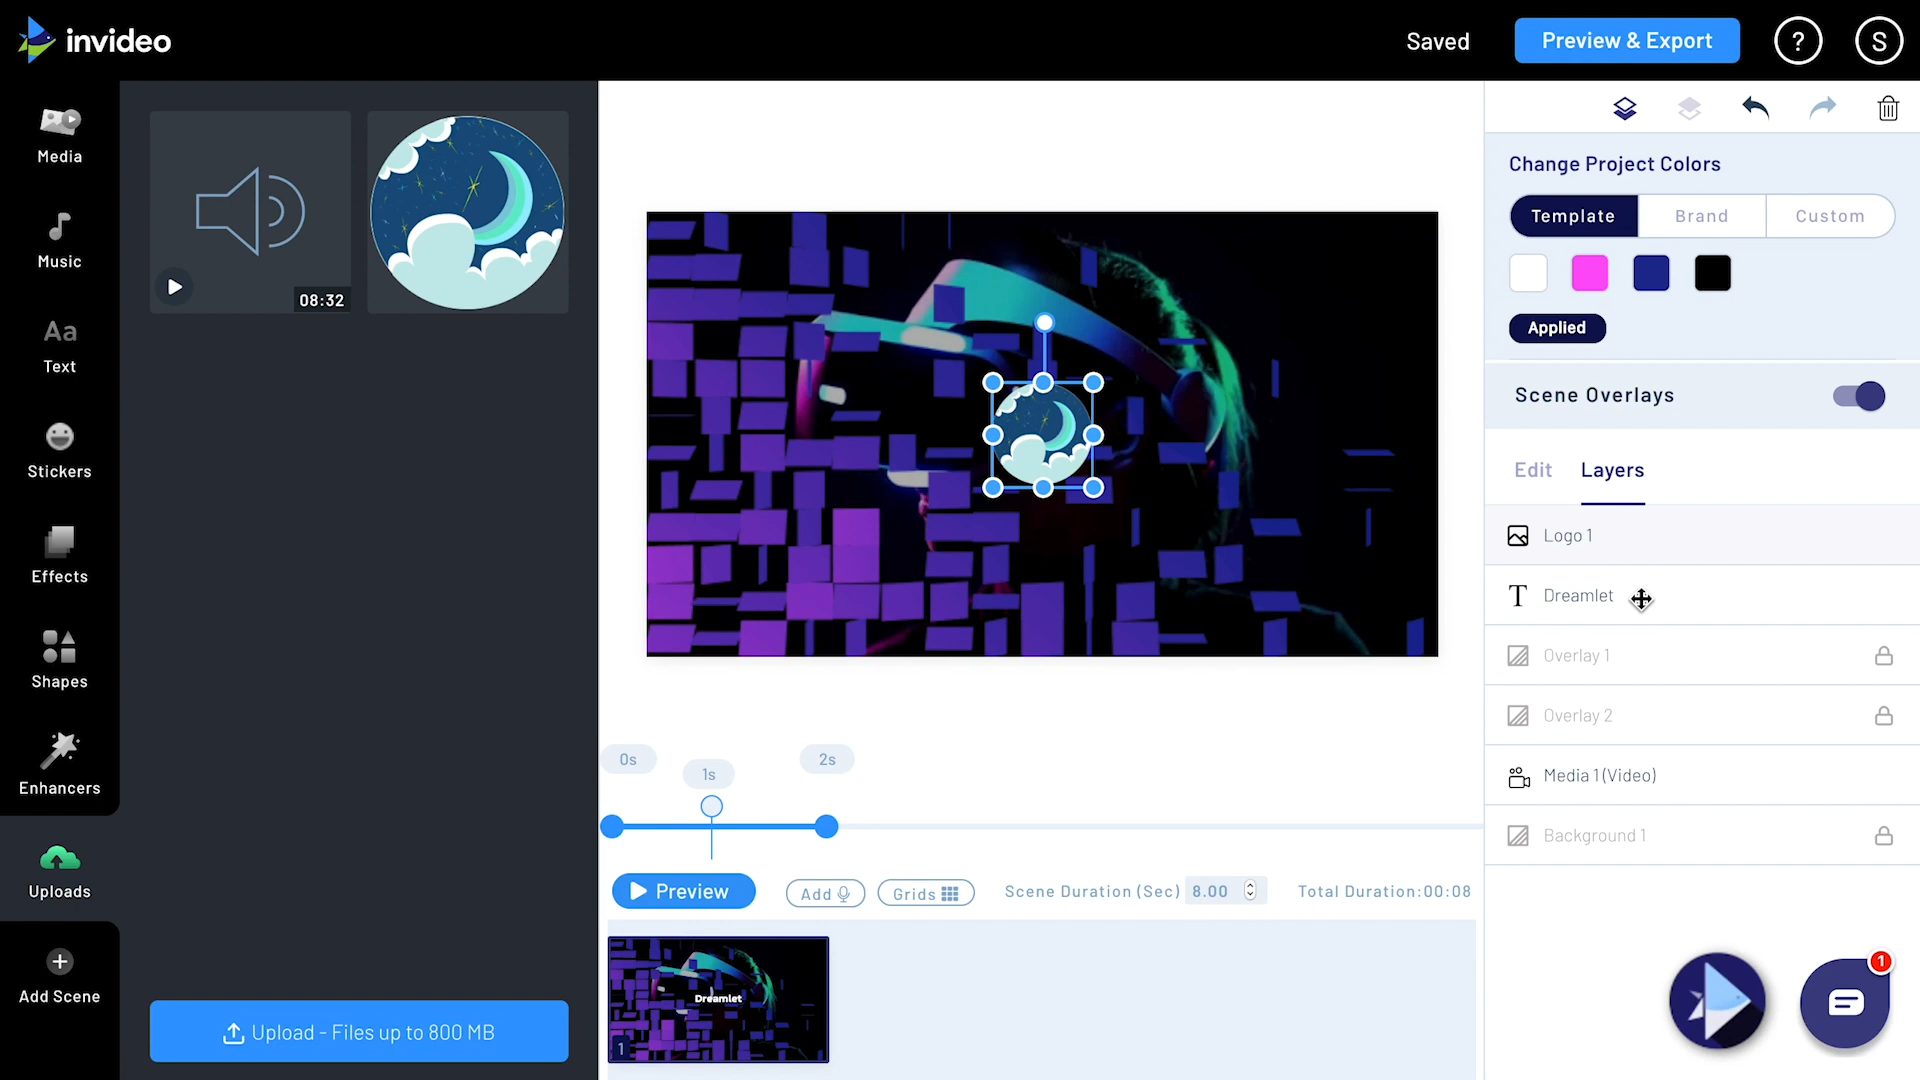 invideo
Saved
Preview & Export
?
S
Media
Music
Aa
Text
Stickers
Effects
Shapes
Enhancers
Uploads
+
Add Scene
08:32
Upload - Files up to 800 MB
0s
1s
2s
Preview
Add
Grids
Scene Duration (Sec) 8.00
Total Duration:00:08
Dreamlet
1
Change Project Colors
Template
Brand
Custom
Applied
Scene Overlays
Edit
Layers
Logo 1
T Dreamlet
Overlay 1
Overlay 2
Media 1 (Video)
Background 1
1